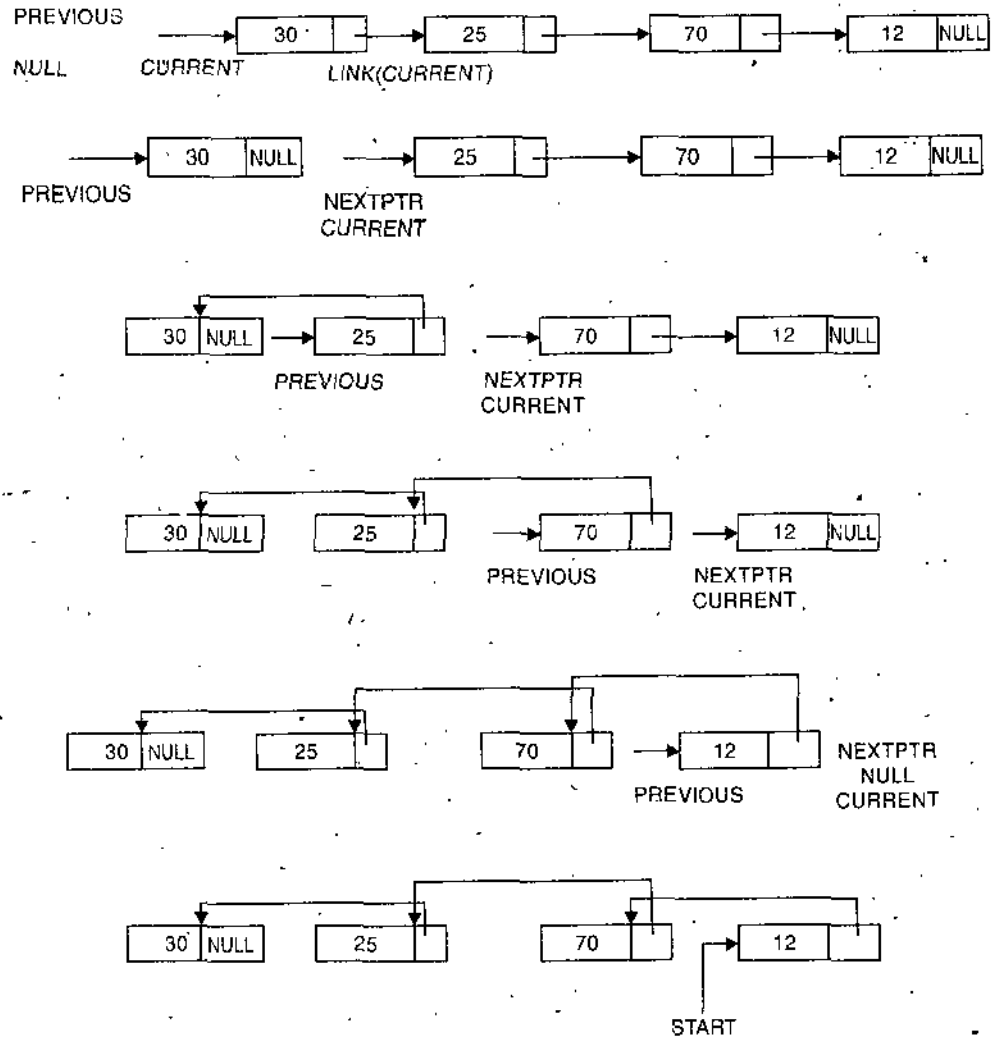 PREVIOUS
30 25 70 12 NULL
NULL CURRENT LINK(CURRENT)
30 NULL 25 70 12 NULL
PREVIOUS NEXTPTR
CURRENT
30 NULL 25 70 12 NULL
PREVIOUS NEXTPTR
CURRENT
30 NULL 25 70 12 NULL
PREVIOUS NEXTPTR
CURRENT
30 NULL 25 70 12 NEXTPTR
NULL
PREVIOUS CURRENT
30 NULL 25 70 12
START